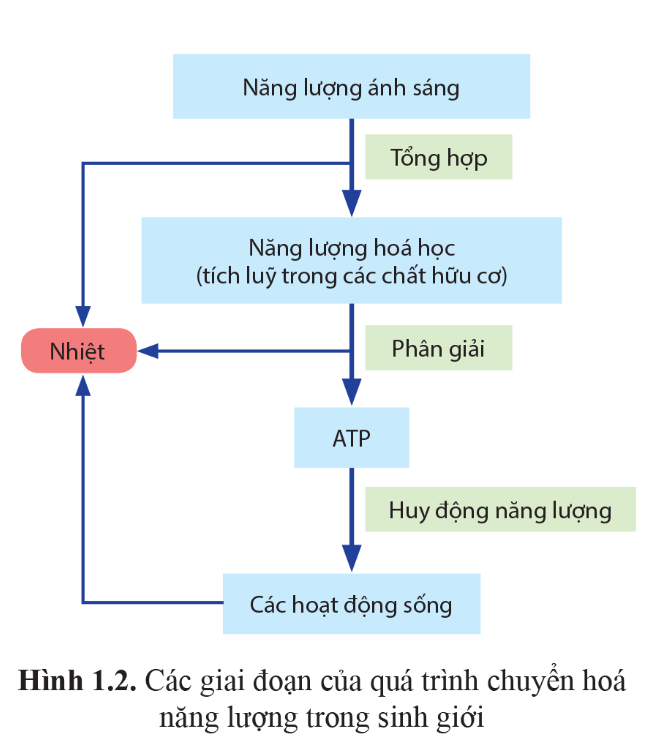 Năng lượng ánh sáng
Tổng hợp
Năng lượng hoá học
(tích luỹ trong các chất hữu cơ)
Nhiệt
Phân giải
ATP
Huy động năng lượng
Các hoạt động sống
Hình 1.2. Các giai đoạn của quá trình chuyển hoá
năng lượng trong sinh giới